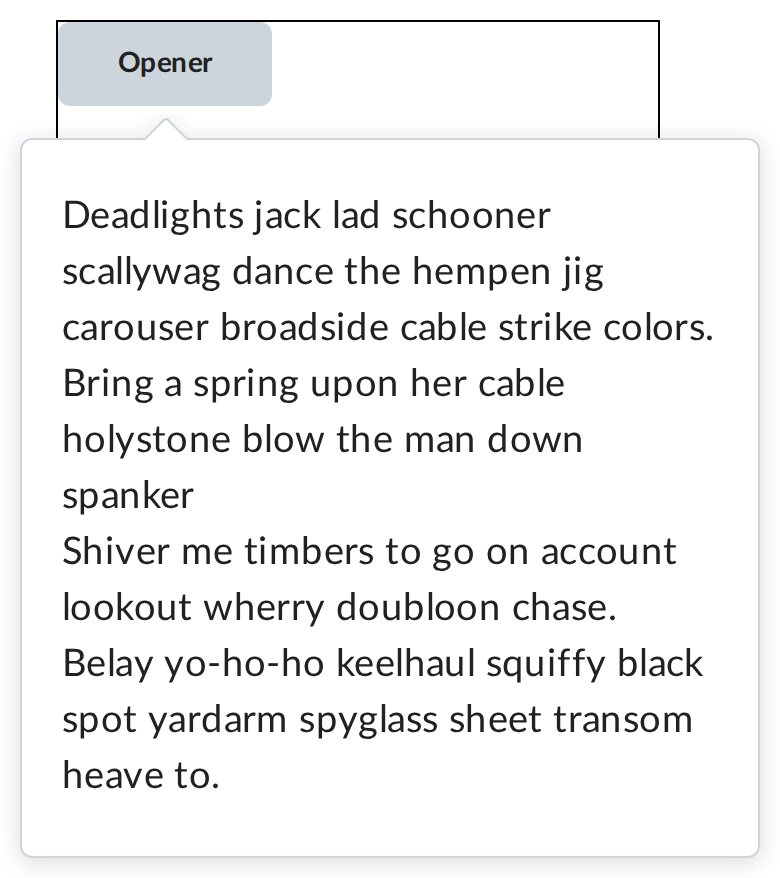 Opener
Deadlights jack lad schooner
scallywag dance the hempen jig
carouser broadside cable strike colors.
Bring a spring upon her cable
holystone blow the man down
spanker
Shiver me timbers to go on account
lookout wherry doubloon chase.
Belay yo-ho-ho keelhaul squiffy black
spot yardarm spyglass sheet transom
heave to.